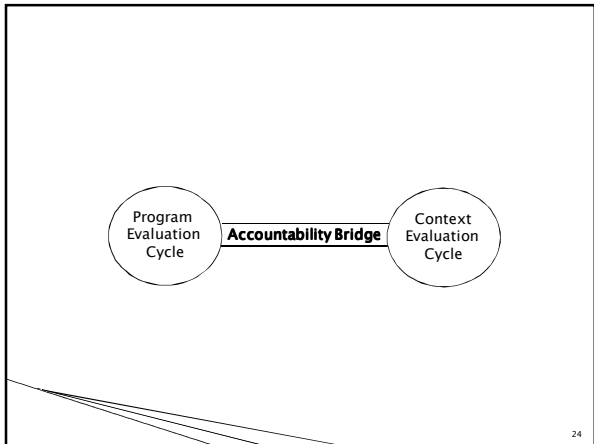 Program
Evaluation
Cycle
Accountability Bridge
Context
Evaluation
Cycle
24